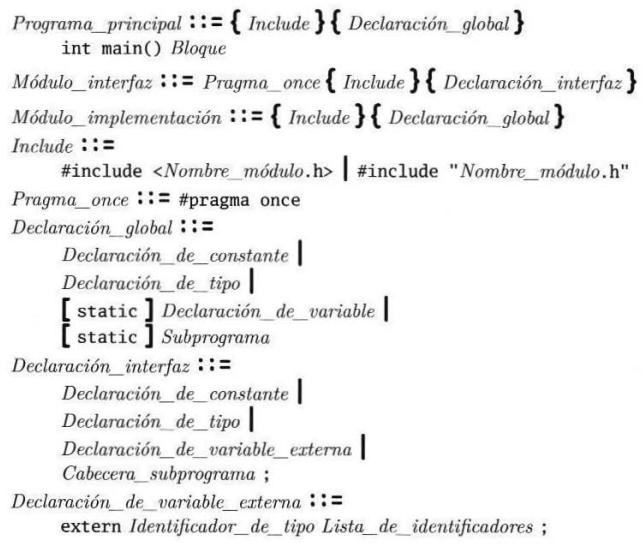 Programa_principal ::= { Include }{ Declaración_global }
int main() Bloque
Módulo_interfaz ::= Pragma_once { Include }{ Declaración_interfaz }
Módulo_implementación ::= { Include }{ Declaración_global }
Include ::=
#include <Nombre_módulo.h> | #include "Nombre_módulo.h"
Pragma_once ::= #pragma once
Declaración_global ::=
Declaración_de_constante |
Declaración_de_tipo |
[ static ] Declaración_de_variable |
[ static ] Subprograma
Declaración_interfaz ::=
Declaración_de_constante |
Declaración_de_tipo |
Declaración_de_variable_externa |
Cabecera_subprograma ;
Declaración_de_variable_externa ::=
extern Identificador_de_tipo Lista_de_identificadores ;